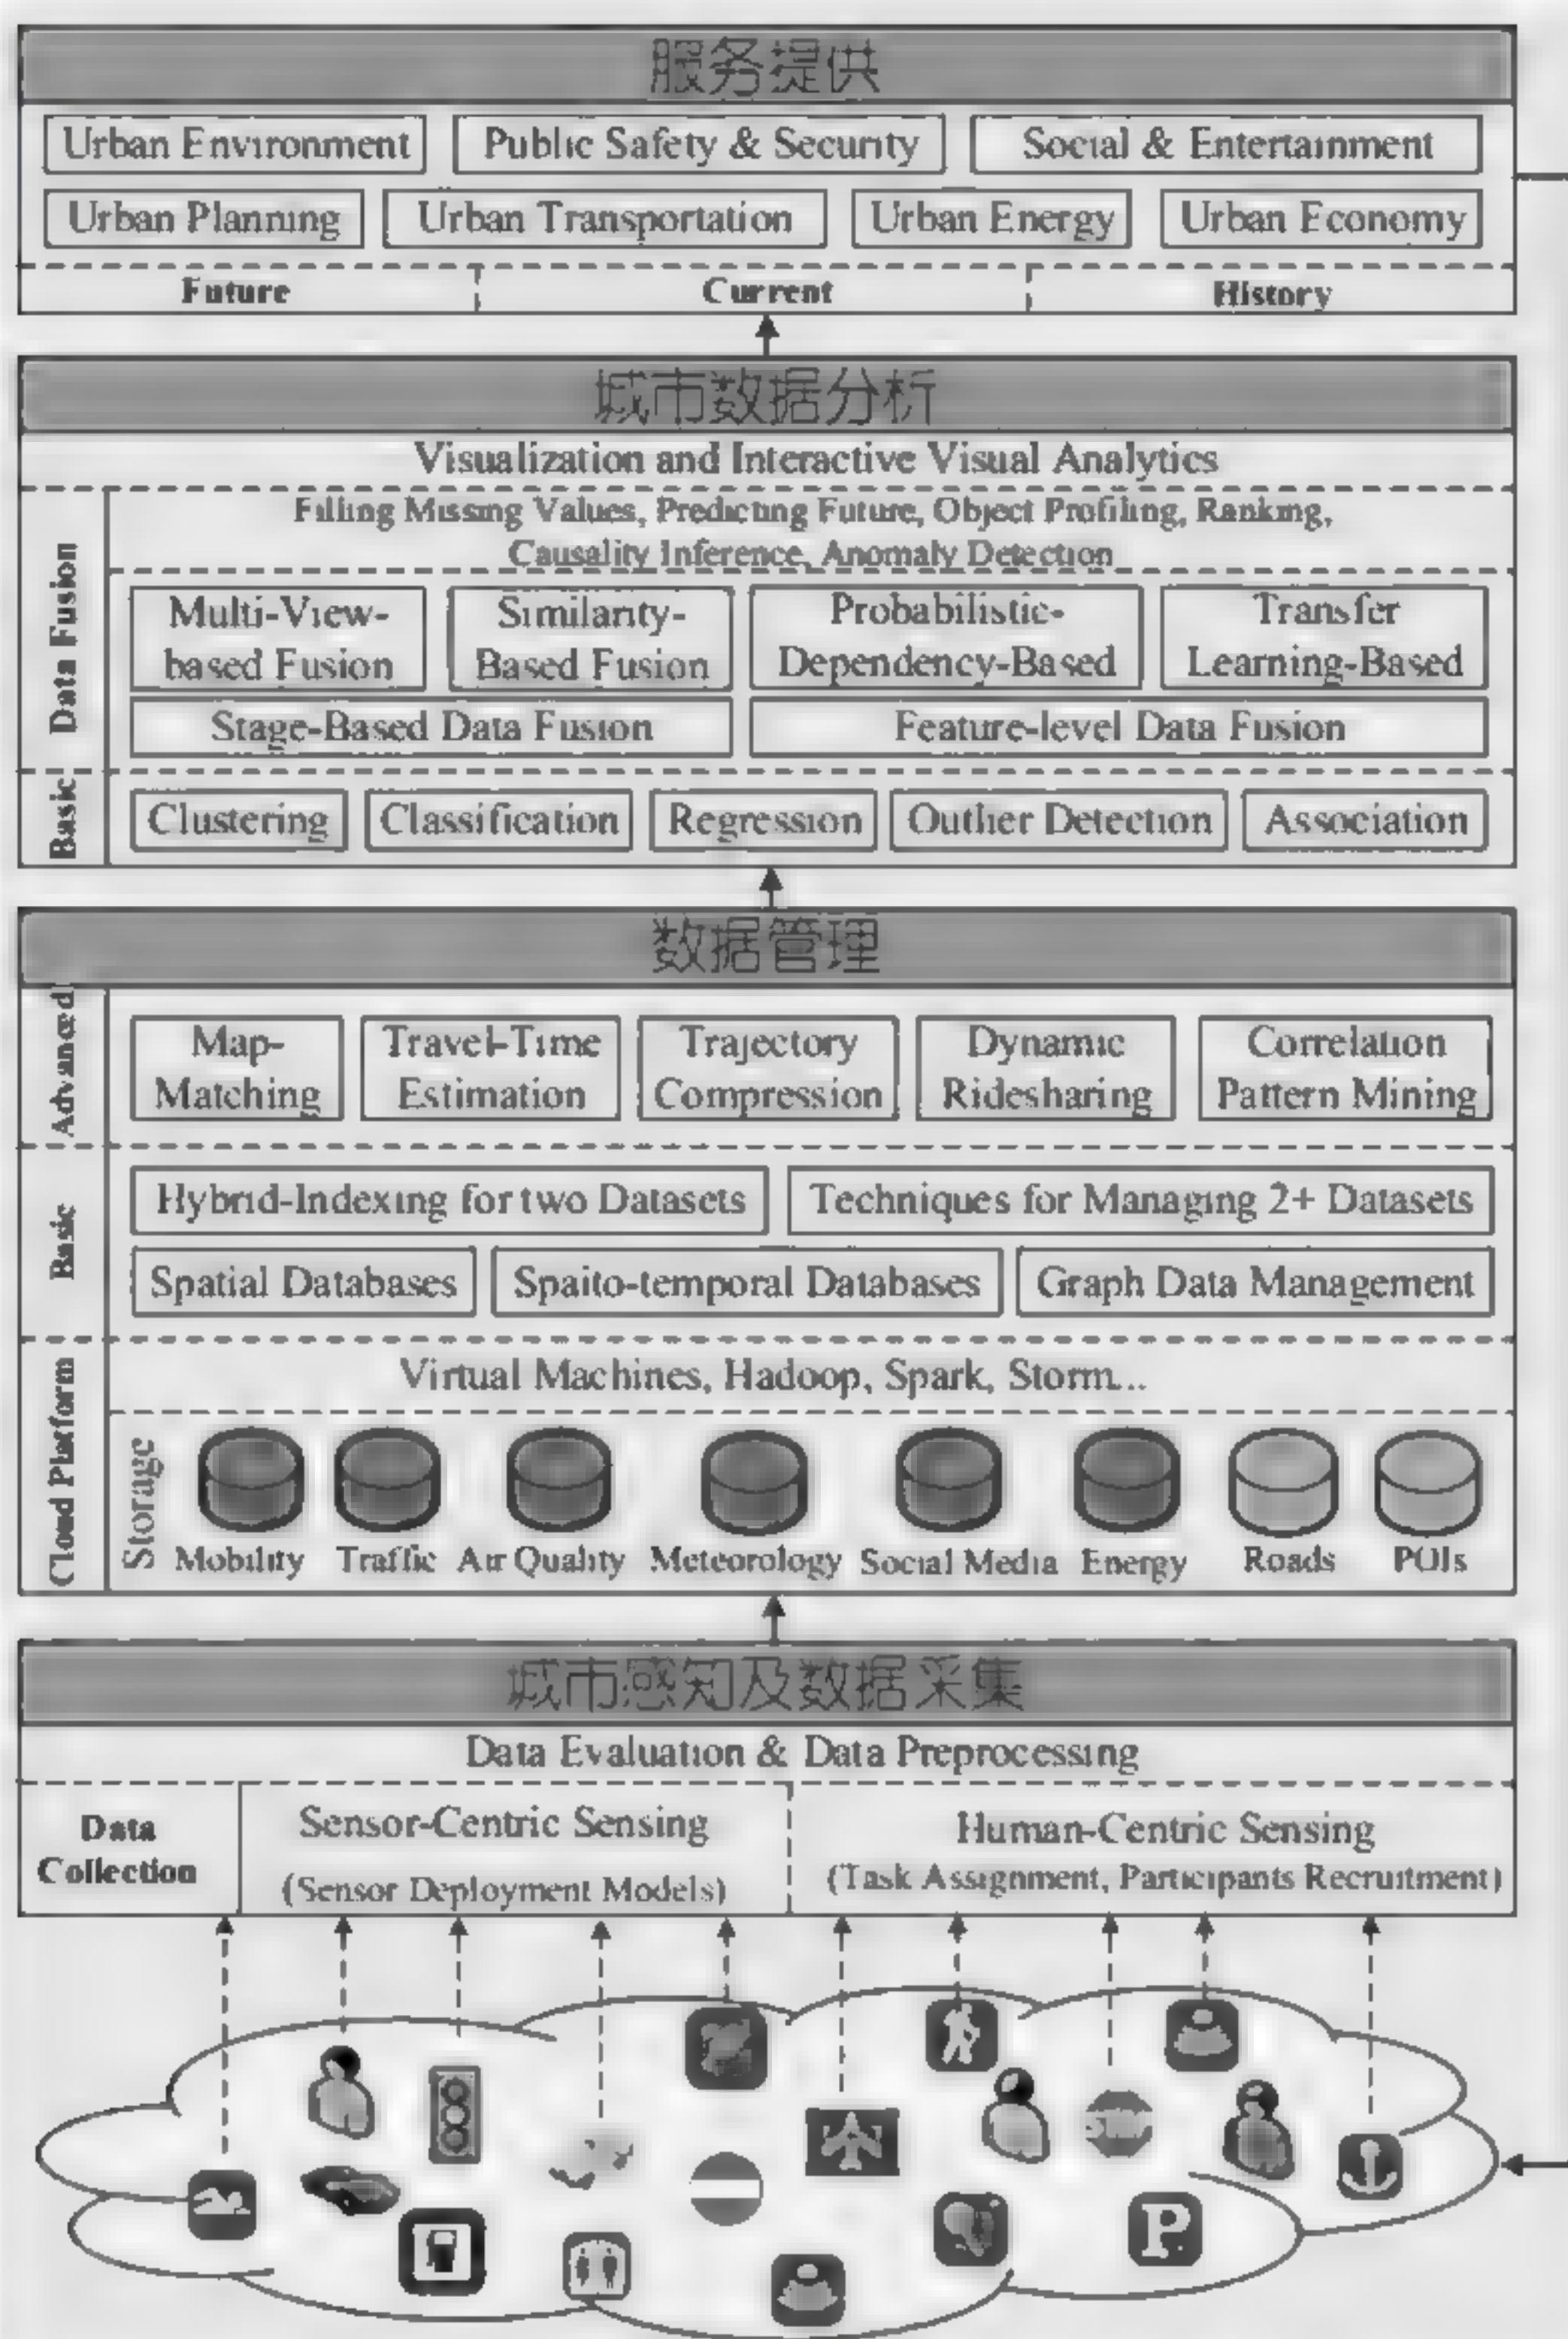 服务提供
Urban Environment
Public Safety & Security
Social & Entertainment
Urban Planning
Urban Transportation
Urban Energy
Urban Economy
Future
Current
History
城市数据分析
Visualization and Interactive Visual Analytics
Data Fusion
Filling Missing Values, Predicting Future, Object Profiling, Ranking,
Causality Inference, Anomaly Detection
Multi-View-
based Fusion
Similarity-
Based Fusion
Probabilistic-
Dependency-Based
Transfer
Learning-Based
Stage-Based Data Fusion
Feature-level Data Fusion
Basic
Clustering
Classification
Regression
Outlier Detection
Association
数据管理
Advanced
Map-
Matching
Travel-Time
Estimation
Trajectory
Compression
Dynamic
Ridesharing
Correlation
Pattern Mining
Basic
Hybrid-Indexing for two Datasets
Techniques for Managing 2+ Datasets
Spatial Databases
Spaito-temporal Databases
Graph Data Management
Cloud Platform
Virtual Machines, Hadoop, Spark, Storm...
Storage
Mobility
Traffic
Air Quality
Meteorology
Social Media
Energy
Roads
POIs
城市感知及数据采集
Data Evaluation & Data Preprocessing
Data
Collection
Sensor-Centric Sensing
(Sensor Deployment Models)
Human-Centric Sensing
(Task Assignment, Participants Recruitment)
P